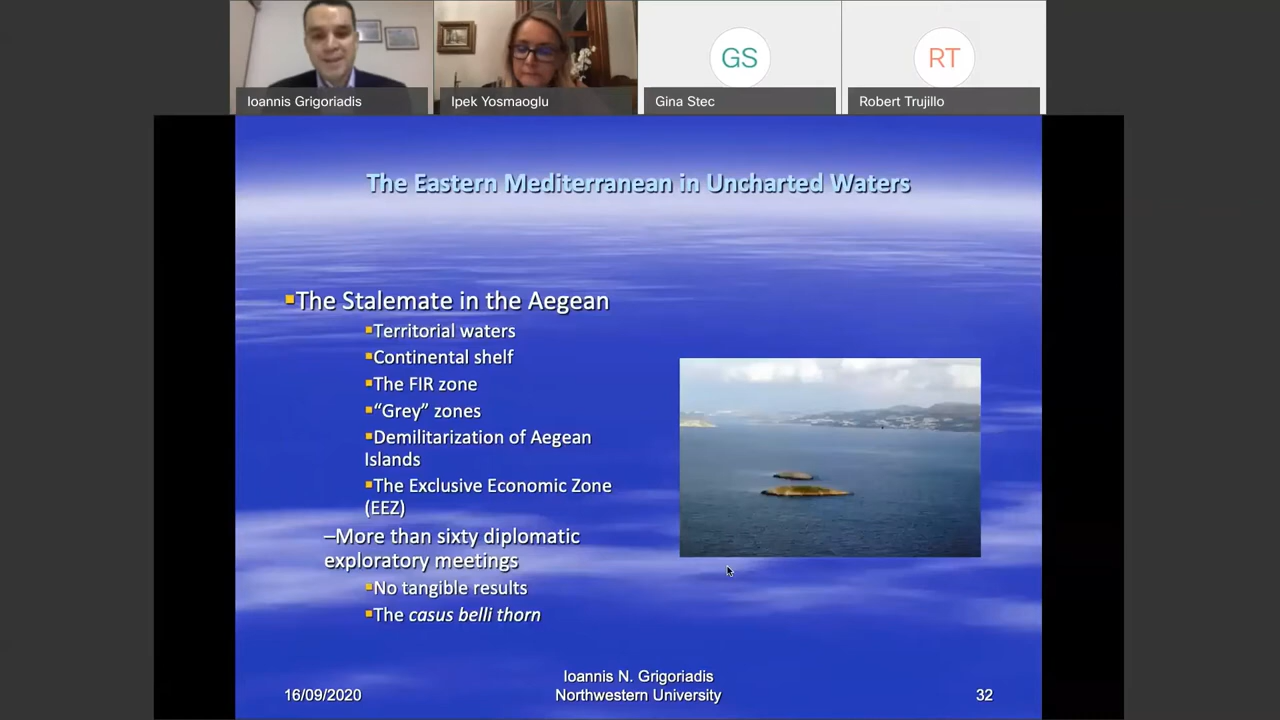 GS
RT
Ioannis Grigoriadis
Ipek Yosmaoglu
Gina Stec
Robert Trujillo
The Eastern Mediterranean in Uncharted Waters
▪The Stalemate in the Aegean
▪Territorial waters
▪Continental shelf
▪The FIR zone
▪“Grey” zones
▪Demilitarization of Aegean
Islands
▪The Exclusive Economic Zone
(EEZ)
–More than sixty diplomatic
exploratory meetings
▪No tangible results
▪The casus belli thorn
16/09/2020
Ioannis N. Grigoriadis
Northwestern University
32